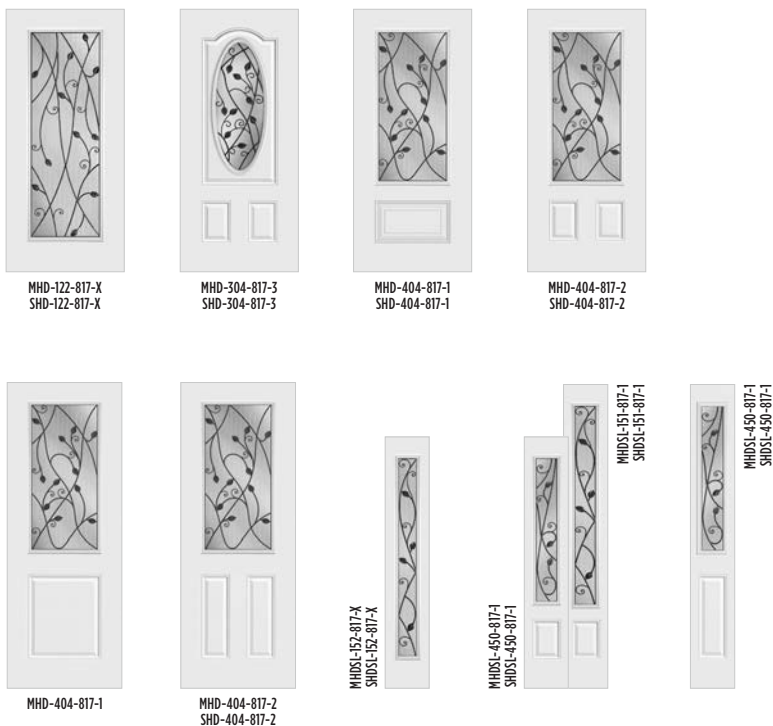 MHD-122-817-X
SHD-122-817-X
MHD-304-817-3
SHD-304-817-3
MHD-404-817-1
SHD-404-817-1
MHD-404-817-2
SHD-404-817-2
MHD-404-817-1
MHD-404-817-2
SHD-404-817-2
MHDSL-152-817-X
SHDSL-152-817-X
MHDSL-450-817-1
SHDSL-450-817-1
MHDSL-151-817-1
SHDSL-151-817-1
MHDSL-450-817-1
SHDSL-450-817-1